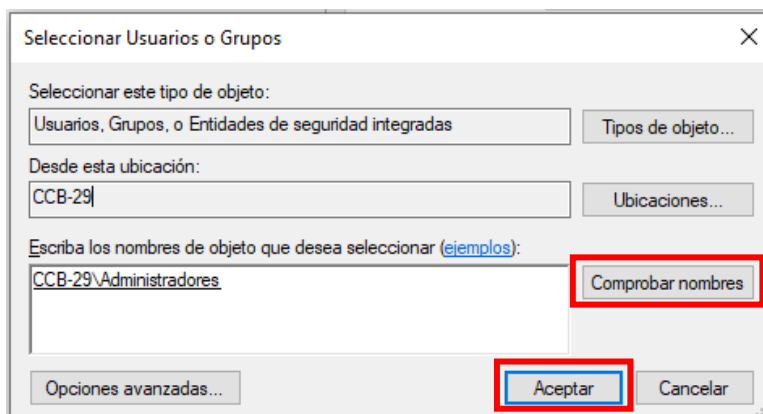 Seleccionar Usuarios o Grupos
Seleccionar este tipo de objeto:
Usuarios, Grupos, o Entidades de seguridad integradas
Tipos de objeto...
Desde esta ubicación:
CCB-29
Ubicaciones...
Escriba los nombres de objeto que desea seleccionar (ejemplos):
CCB-29\Administradores
Comprobar nombres
Opciones avanzadas...
Aceptar
Cancelar